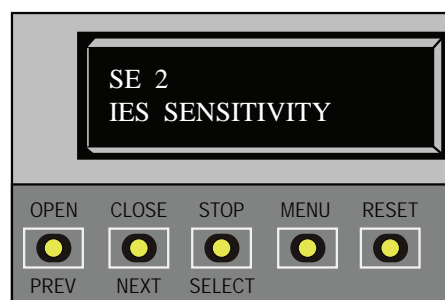 SE 2
IES SENSITIVITY
OPEN CLOSE STOP MENU RESET
PREV NEXT SELECT